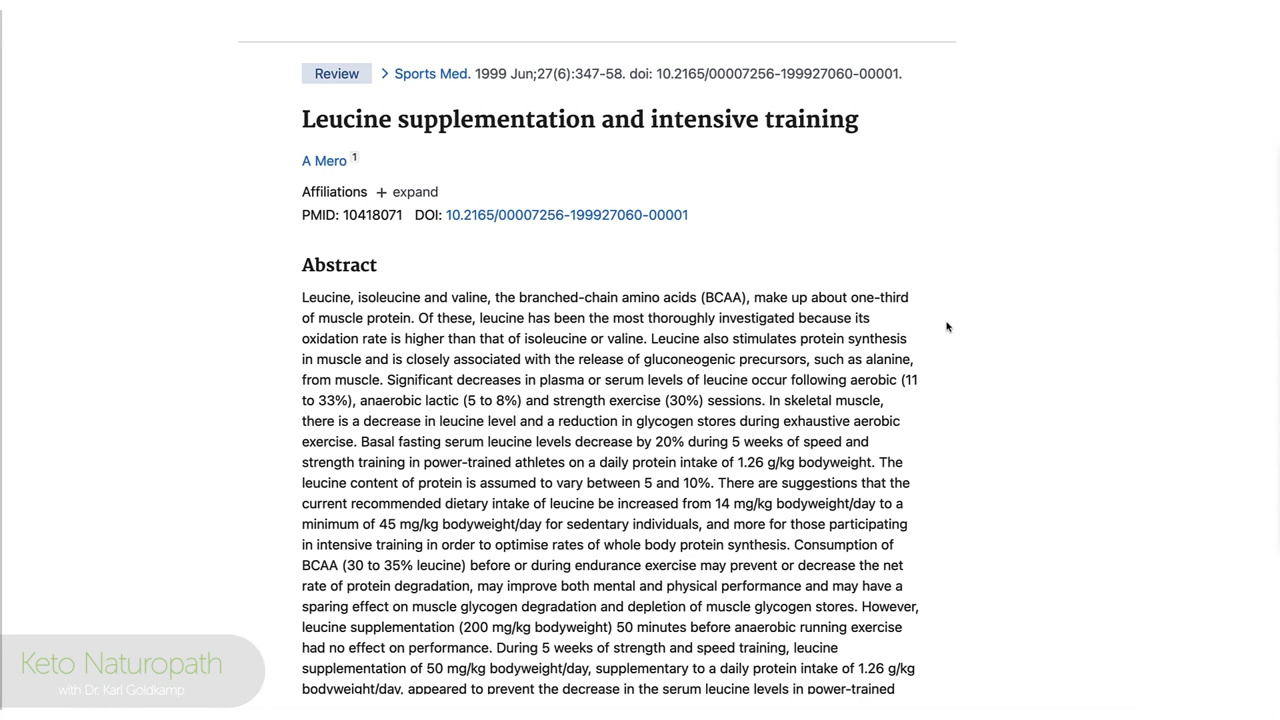 Review > Sports Med. 1999 Jun;27(6):347-58. doi: 10.2165/00007256-199927060-00001.
Leucine supplementation and intensive training
A Mero 1
Affiliations + expand
PMID: 10418071 DOI: 10.2165/00007256-199927060-00001
Abstract
Leucine, isoleucine and valine, the branched-chain amino acids (BCAA), make up about one-third
of muscle protein. Of these, leucine has been the most thoroughly investigated because its
oxidation rate is higher than that of isoleucine or valine. Leucine also stimulates protein synthesis
in muscle and is closely associated with the release of gluconeogenic precursors, such as alanine,
from muscle. Significant decreases in plasma or serum levels of leucine occur following aerobic (11
to 33%), anaerobic lactic (5 to 8%) and strength exercise (30%) sessions. In skeletal muscle,
there is a decrease in leucine level and a reduction in glycogen stores during exhaustive aerobic
exercise. Basal fasting serum leucine levels decrease by 20% during 5 weeks of speed and
strength training in power-trained athletes on a daily protein intake of 1.26 g/kg bodyweight. The
leucine content of protein is assumed to vary between 5 and 10%. There are suggestions that the
current recommended dietary intake of leucine be increased from 14 mg/kg bodyweight/day to a
minimum of 45 mg/kg bodyweight/day for sedentary individuals, and more for those participating
in intensive training in order to optimise rates of whole body protein synthesis. Consumption of
BCAA (30 to 35% leucine) before or during endurance exercise may prevent or decrease the net
rate of protein degradation, may improve both mental and physical performance and may have a
sparing effect on muscle glycogen degradation and depletion of muscle glycogen stores. However,
leucine supplementation (200 mg/kg bodyweight) 50 minutes before anaerobic running exercise
had no effect on performance. During 5 weeks of strength and speed training, leucine
supplementation of 50 mg/kg bodyweight/day, supplementary to a daily protein intake of 1.26 g/kg
bodyweight/day, appeared to prevent the decrease in the serum leucine levels in power-trained
Keto Naturopath
with Dr. Karl Goldkamp